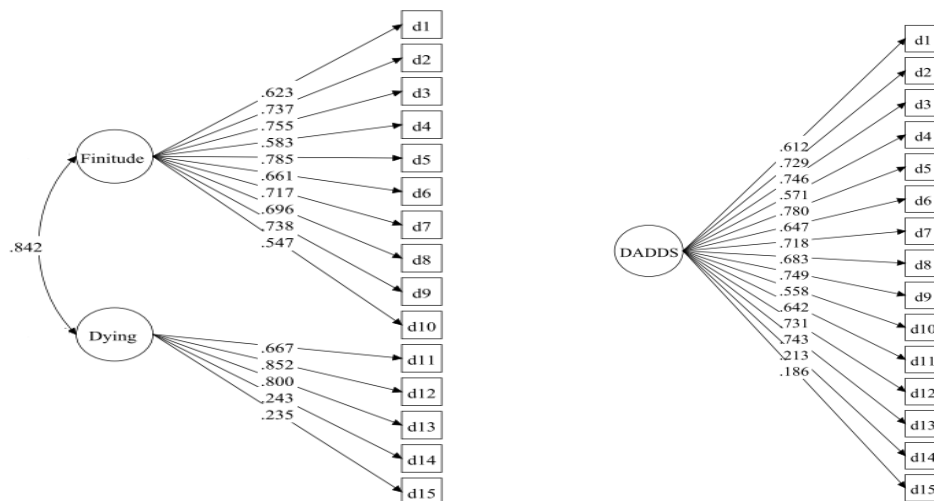 d1
d2
d3
d4
d5
d6
d7
d8
d9
d10
d11
d12
d13
d14
d15
.623
.737
.755
.583
.785
.661
.717
.696
.738
.547
Finitude
.842
Dying
.667
.852
.800
.243
.235
d1
d2
d3
d4
d5
d6
d7
d8
d9
d10
d11
d12
d13
d14
d15
.612
.729
.746
.571
.780
.647
.718
.683
.749
.558
.642
.731
.743
.213
.186
DADDS